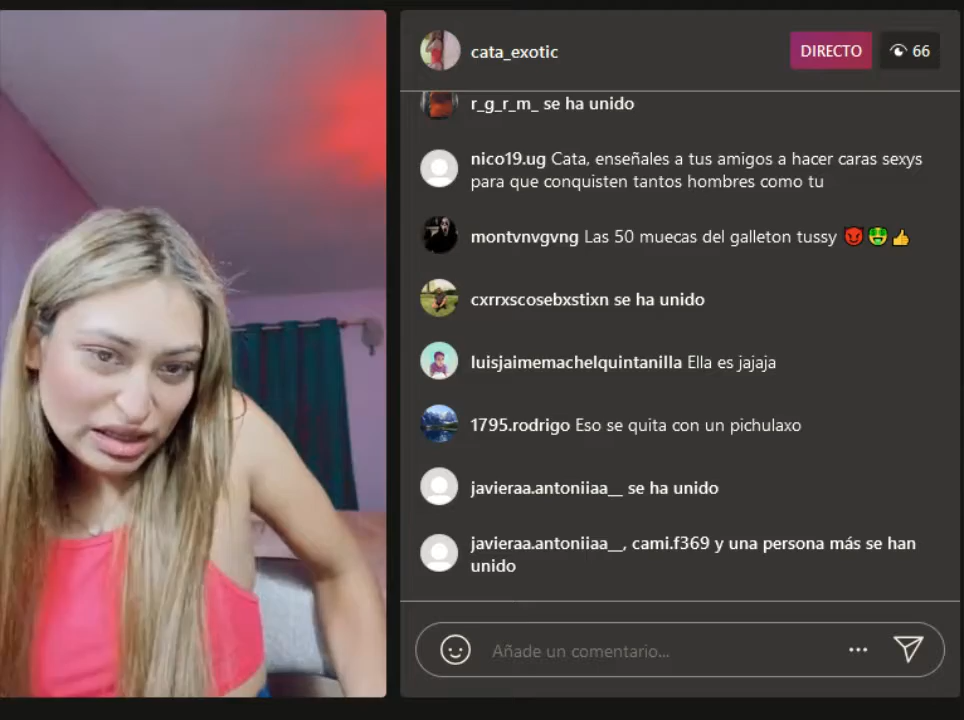 cata_exotic
DIRECTO
66
r_g_r_m_ se ha unido
nico19.ug Cata, enseñales a tus amigos a hacer caras sexys
para que conquisten tantos hombres como tu
montvnvgvng Las 50 muecas del galleton tussy 😈🤑👍
cxrrxscosebxstixn se ha unido
luisjaimemachelquintanilla Ella es jajaja
1795.rodrigo Eso se quita con un pichulaxo
javieraa.antoniiaa__ se ha unido
javieraa.antoniiaa__, cami.f369 y una persona más se han
unido
Añade un comentario...